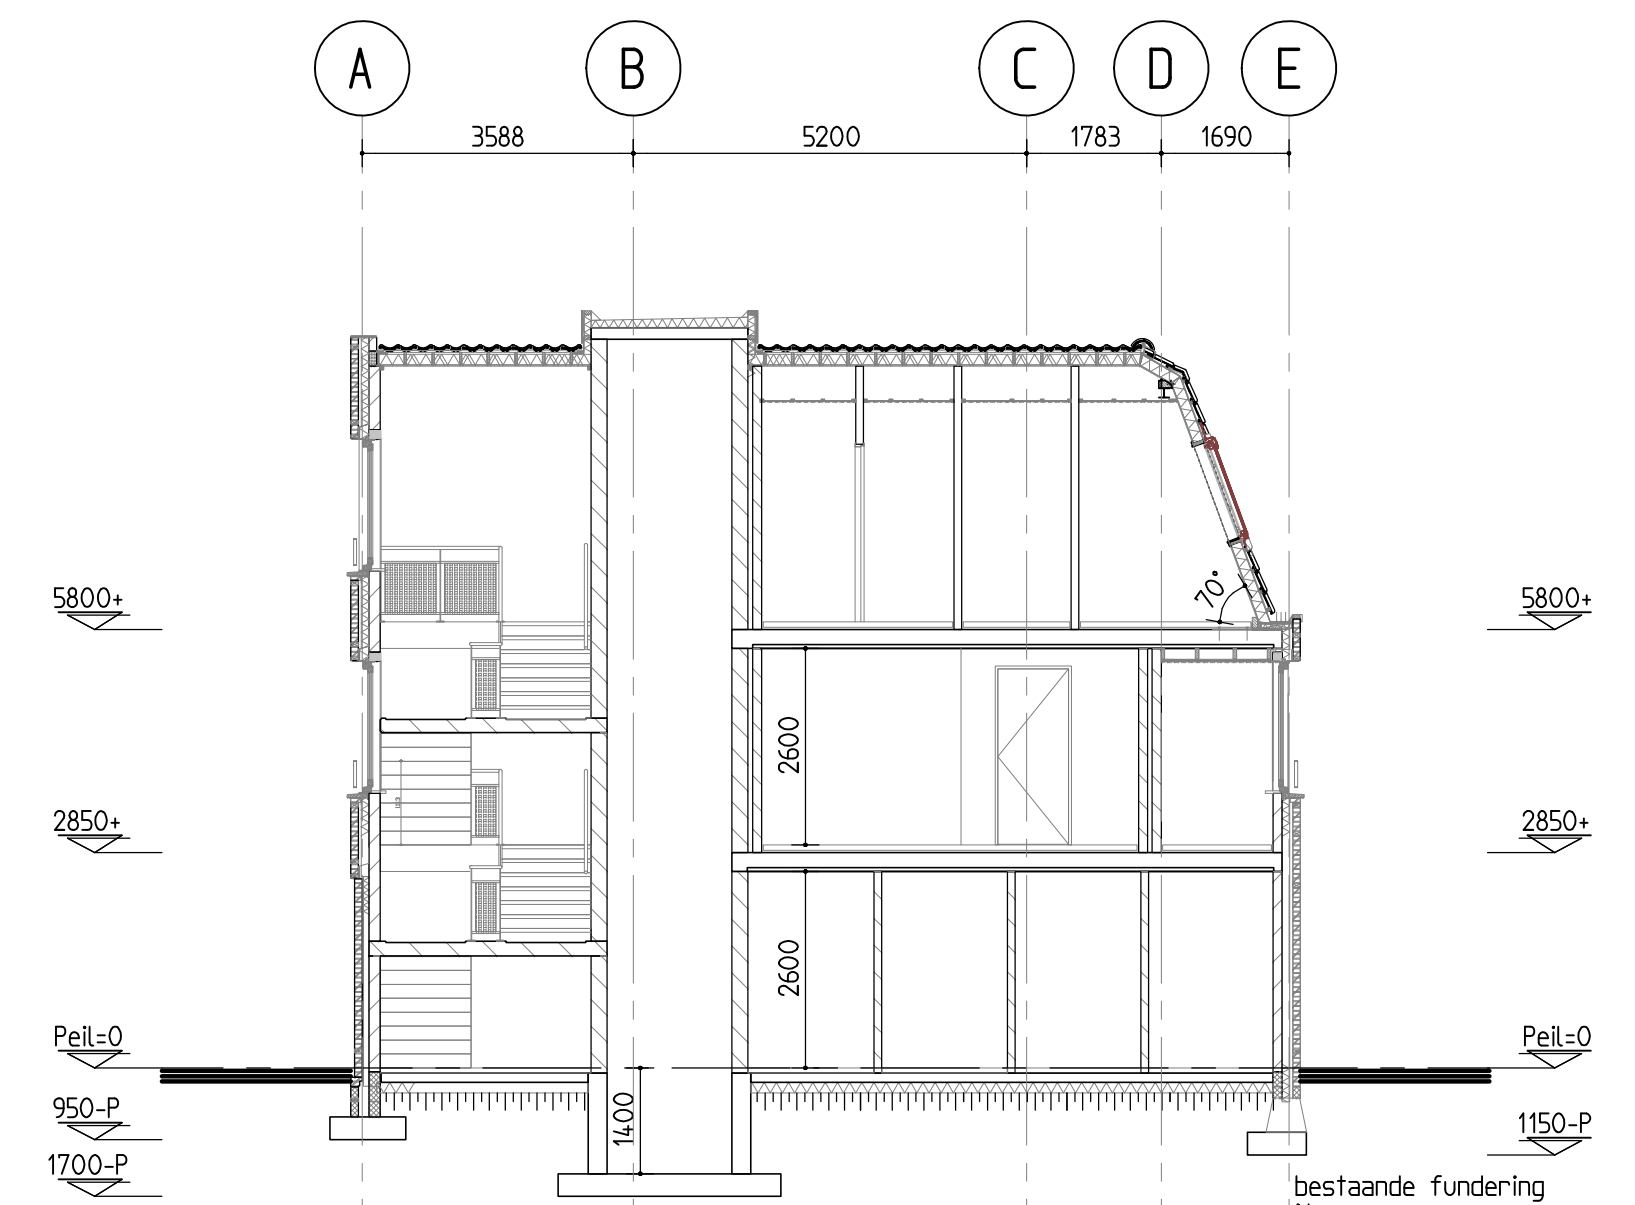 A B C D E
3588 5200 1783 1690
70°
5800+ 5800+
2600
2850+ 2850+
2600
Peil=0 Peil=0
1400
950-P 1150-P
1700-P
bestaande fundering